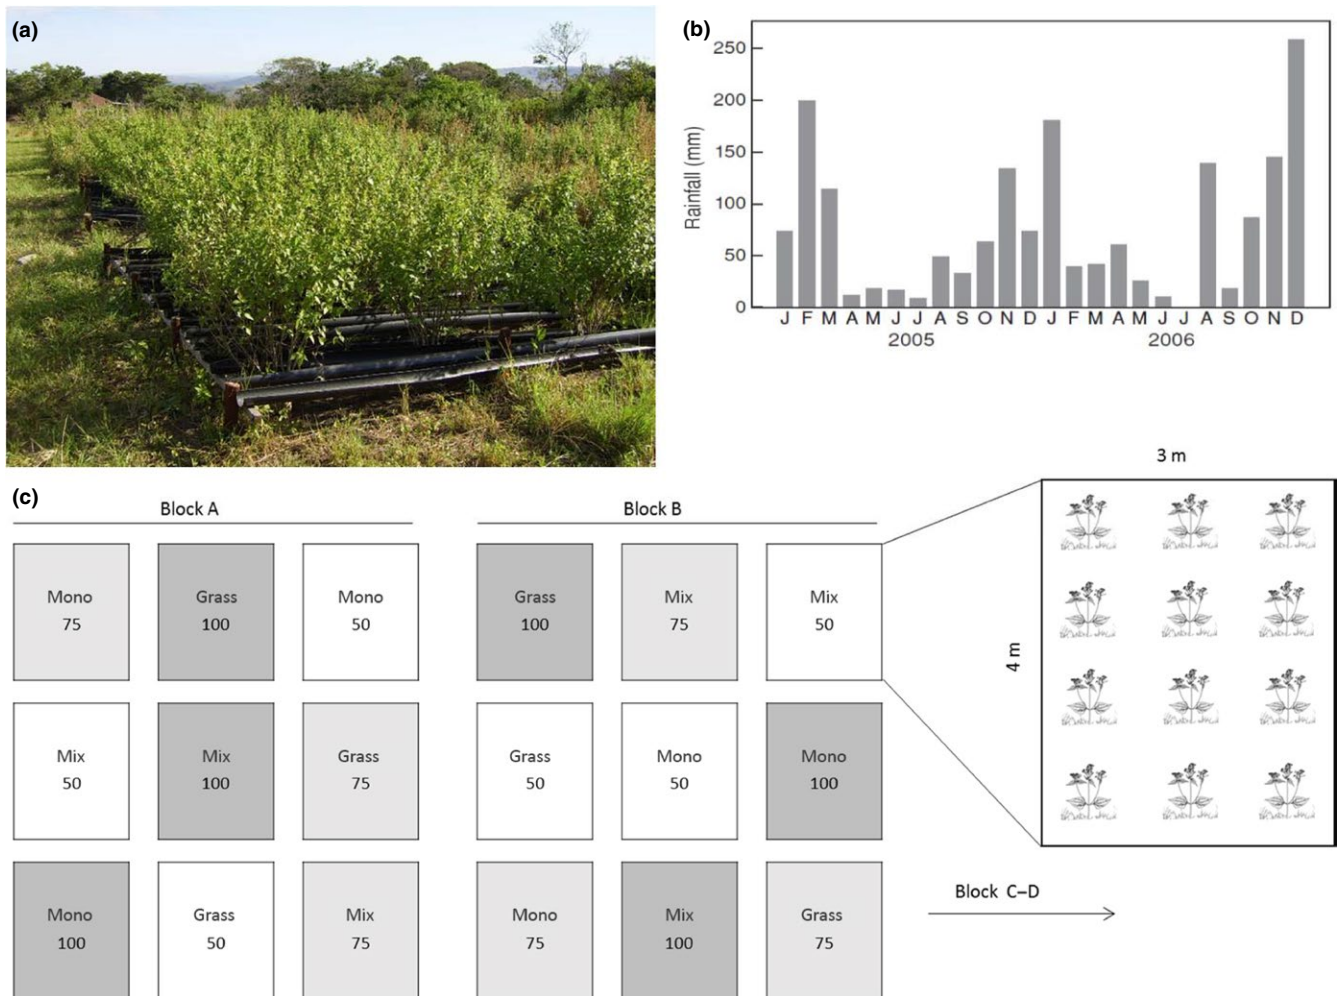 (a)
(b)
250
200
150
100
50
0
Rainfall (mm)
J F M A M J J A S O N D J F M A M J J A S O N D
2005 2006
(c)
Block A
Block B
3 m
4 m
Mono
75
Grass
100
Mono
50
Grass
100
Mix
75
Mix
50
Mix
50
Mix
100
Grass
75
Grass
50
Mono
50
Mono
100
Mono
100
Grass
50
Mix
75
Mono
75
Mix
100
Grass
75
Block C–D